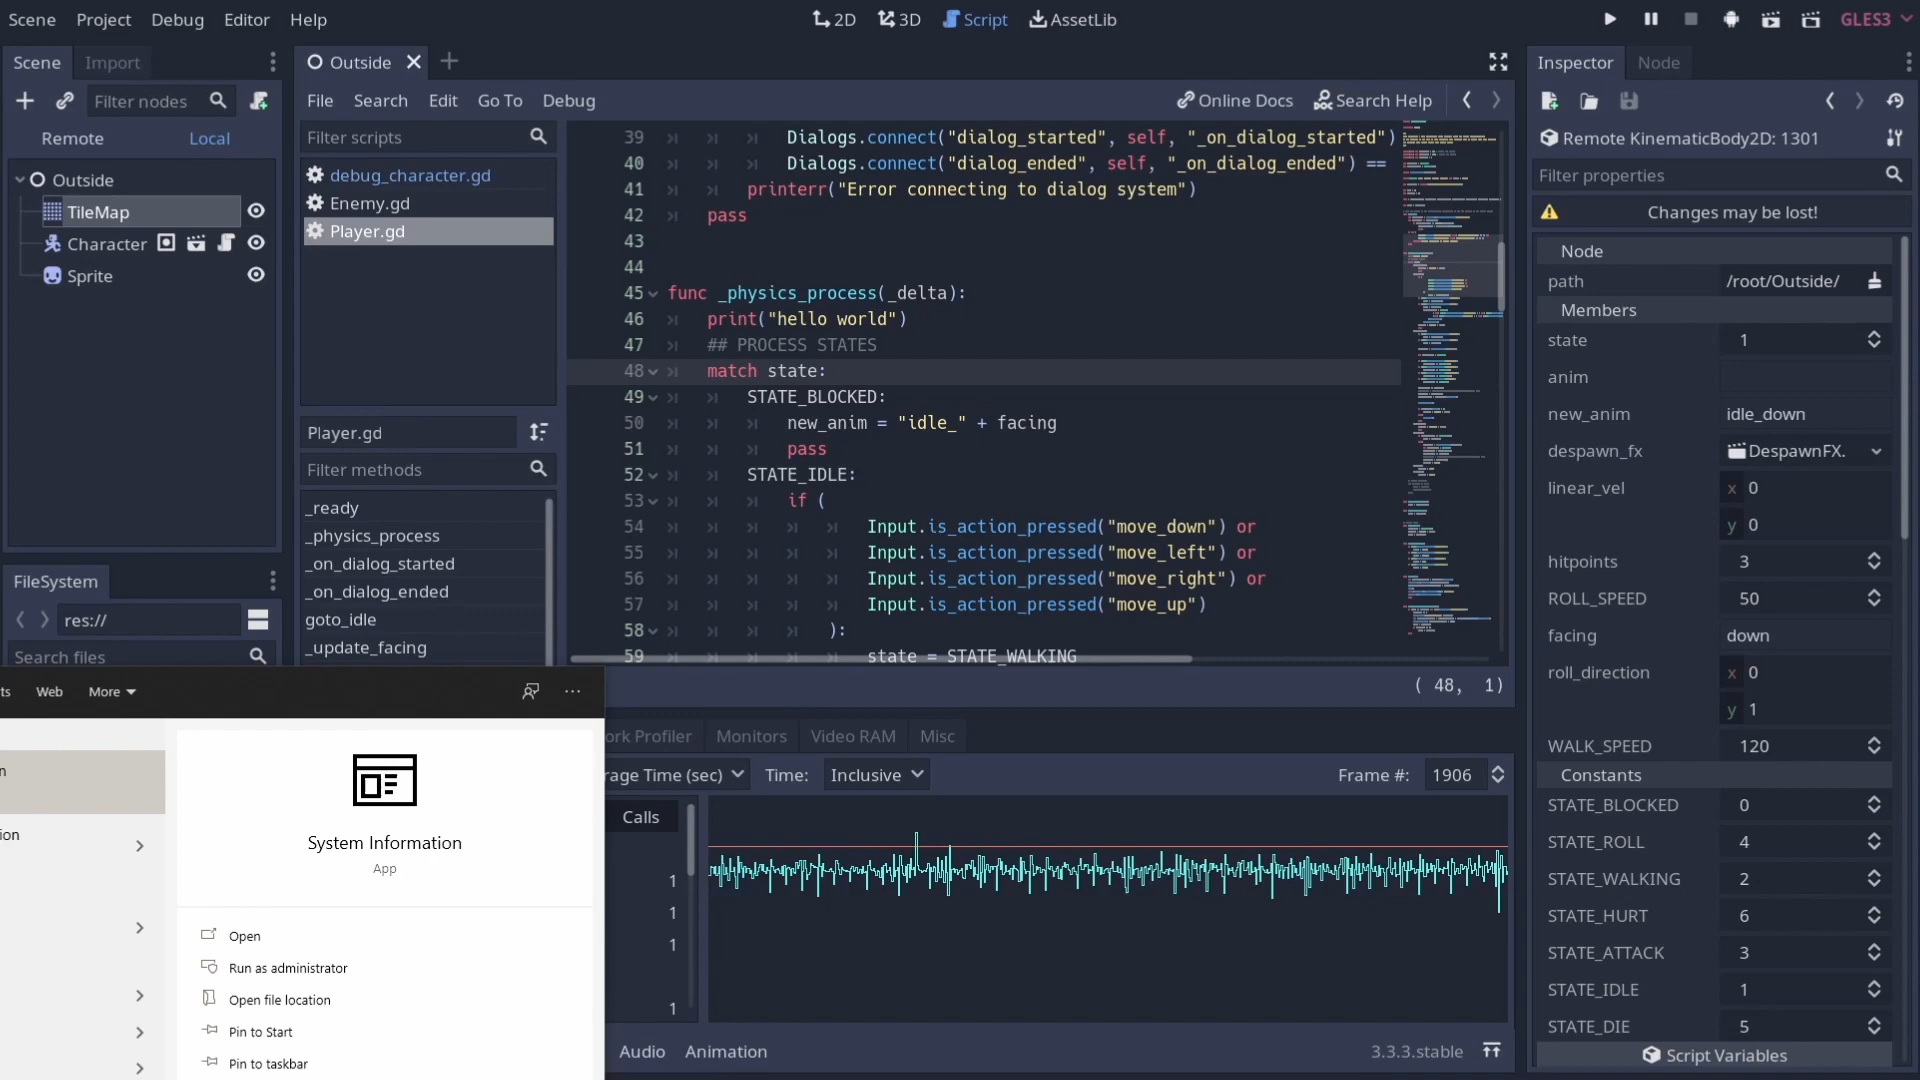 Scene Project Debug Editor Help
2D 3D Script AssetLib
GLES3
Scene Import
Filter nodes
Remote Local
Outside
TileMap
Character
Sprite
FileSystem
res://
Search files
Outside
File Search Edit Go To Debug
Online Docs Search Help
Filter scripts
debug_character.gd
Enemy.gd
Player.gd
Player.gd
Filter methods
_ready
_physics_process
_on_dialog_started
_on_dialog_ended
goto_idle
_update_facing
39 Dialogs.connect("dialog_started", self, "_on_dialog_started")
40 Dialogs.connect("dialog_ended", self, "_on_dialog_ended") ==
41 printerr("Error connecting to dialog system")
42 pass
43
44
45 func _physics_process(_delta):
46 print("hello world")
47 ## PROCESS STATES
48 match state:
49 STATE_BLOCKED:
50 new_anim = "idle_" + facing
51 pass
52 STATE_IDLE:
53 if (
54 Input.is_action_pressed("move_down") or
55 Input.is_action_pressed("move_left") or
56 Input.is_action_pressed("move_right") or
57 Input.is_action_pressed("move_up")
58 ):
59 state = STATE_WALKING
( 48, 1)
ork Profiler Monitors Video RAM Misc
rage Time (sec) Time: Inclusive Frame #: 1906
Calls
1
1
1
1
Audio Animation
3.3.3.stable
Inspector Node
Remote KinematicBody2D: 1301
Filter properties
Changes may be lost!
Node
path /root/Outside/
Members
state 1
anim
new_anim idle_down
despawn_fx DespawnFX.
linear_vel x 0
y 0
hitpoints 3
ROLL_SPEED 50
facing down
roll_direction x 0
y 1
WALK_SPEED 120
Constants
STATE_BLOCKED 0
STATE_ROLL 4
STATE_WALKING 2
STATE_HURT 6
STATE_ATTACK 3
STATE_IDLE 1
STATE_DIE 5
Script Variables
ts Web More
n
ion
System Information
App
Open
Run as administrator
Open file location
Pin to Start
Pin to taskbar